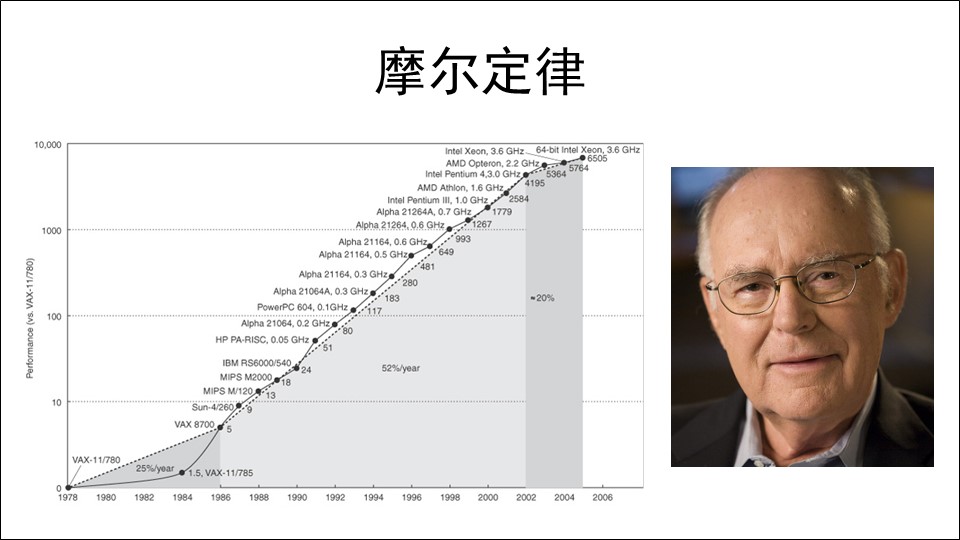 摩尔定律
10,000
1000
100
10
0
Performance (vs. VAX-11/780)
Intel Xeon, 3.6 GHz
64-bit Intel Xeon, 3.6 GHz
6505
AMD Opteron, 2.2 GHz
5764
Intel Pentium 4,3.0 GHz
5364
4195
AMD Athlon, 1.6 GHz
2584
Intel Pentium III, 1.0 GHz
1779
Alpha 21264A, 0.7 GHz
1267
Alpha 21264, 0.6 GHz
993
Alpha 21164, 0.6 GHz
649
Alpha 21164, 0.5 GHz
481
Alpha 21164, 0.3 GHz
280
Alpha 21064A, 0.3 GHz
183
PowerPC 604, 0.1GHz
117
Alpha 21064, 0.2 GHz
80
HP PA-RISC, 0.05 GHz
51
IBM RS6000/540
24
MIPS M2000
18
MIPS M/120
13
Sun-4/260
9
VAX 8700
5
VAX-11/780
25%/year
1.5, VAX-11/785
52%/year
≈20%
1978 1980 1982 1984 1986 1988 1990 1992 1994 1996 1998 2000 2002 2004 2006